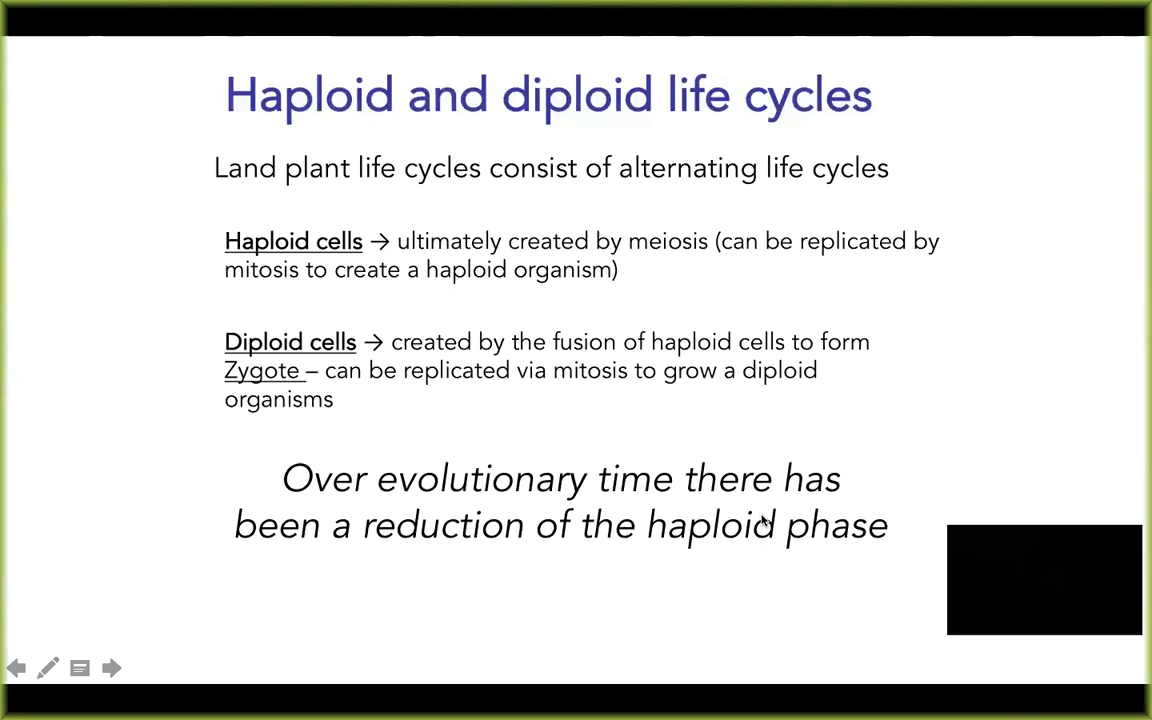 Haploid and diploid life cycles
Land plant life cycles consist of alternating life cycles
Haploid cells → ultimately created by meiosis (can be replicated by
mitosis to create a haploid organism)
Diploid cells → created by the fusion of haploid cells to form
Zygote – can be replicated via mitosis to grow a diploid
organisms
Over evolutionary time there has
been a reduction of the haploid phase